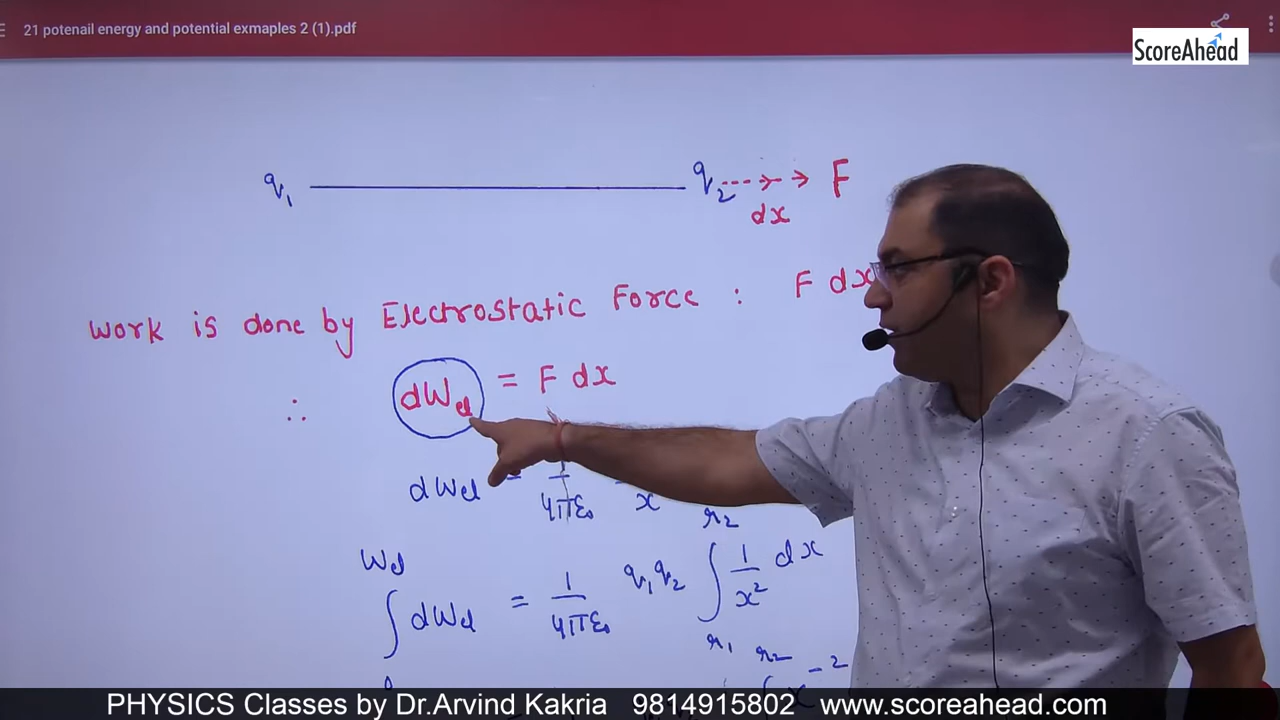 21 potenail energy and potential exmaples 2 (1).pdf
ScoreAhead
q₁ q₂ F
dx
Work is done by Electrostatic Force : F dx
∴ dWel = F dx
dWel = 4πε₀ x
Wel r₂
∫ dWel = 1/4πε₀ q₁q₂ ∫ 1/x² dx
r₁ r₂
x⁻²
PHYSICS Classes by Dr.Arvind Kakria 9814915802 www.scoreahead.com